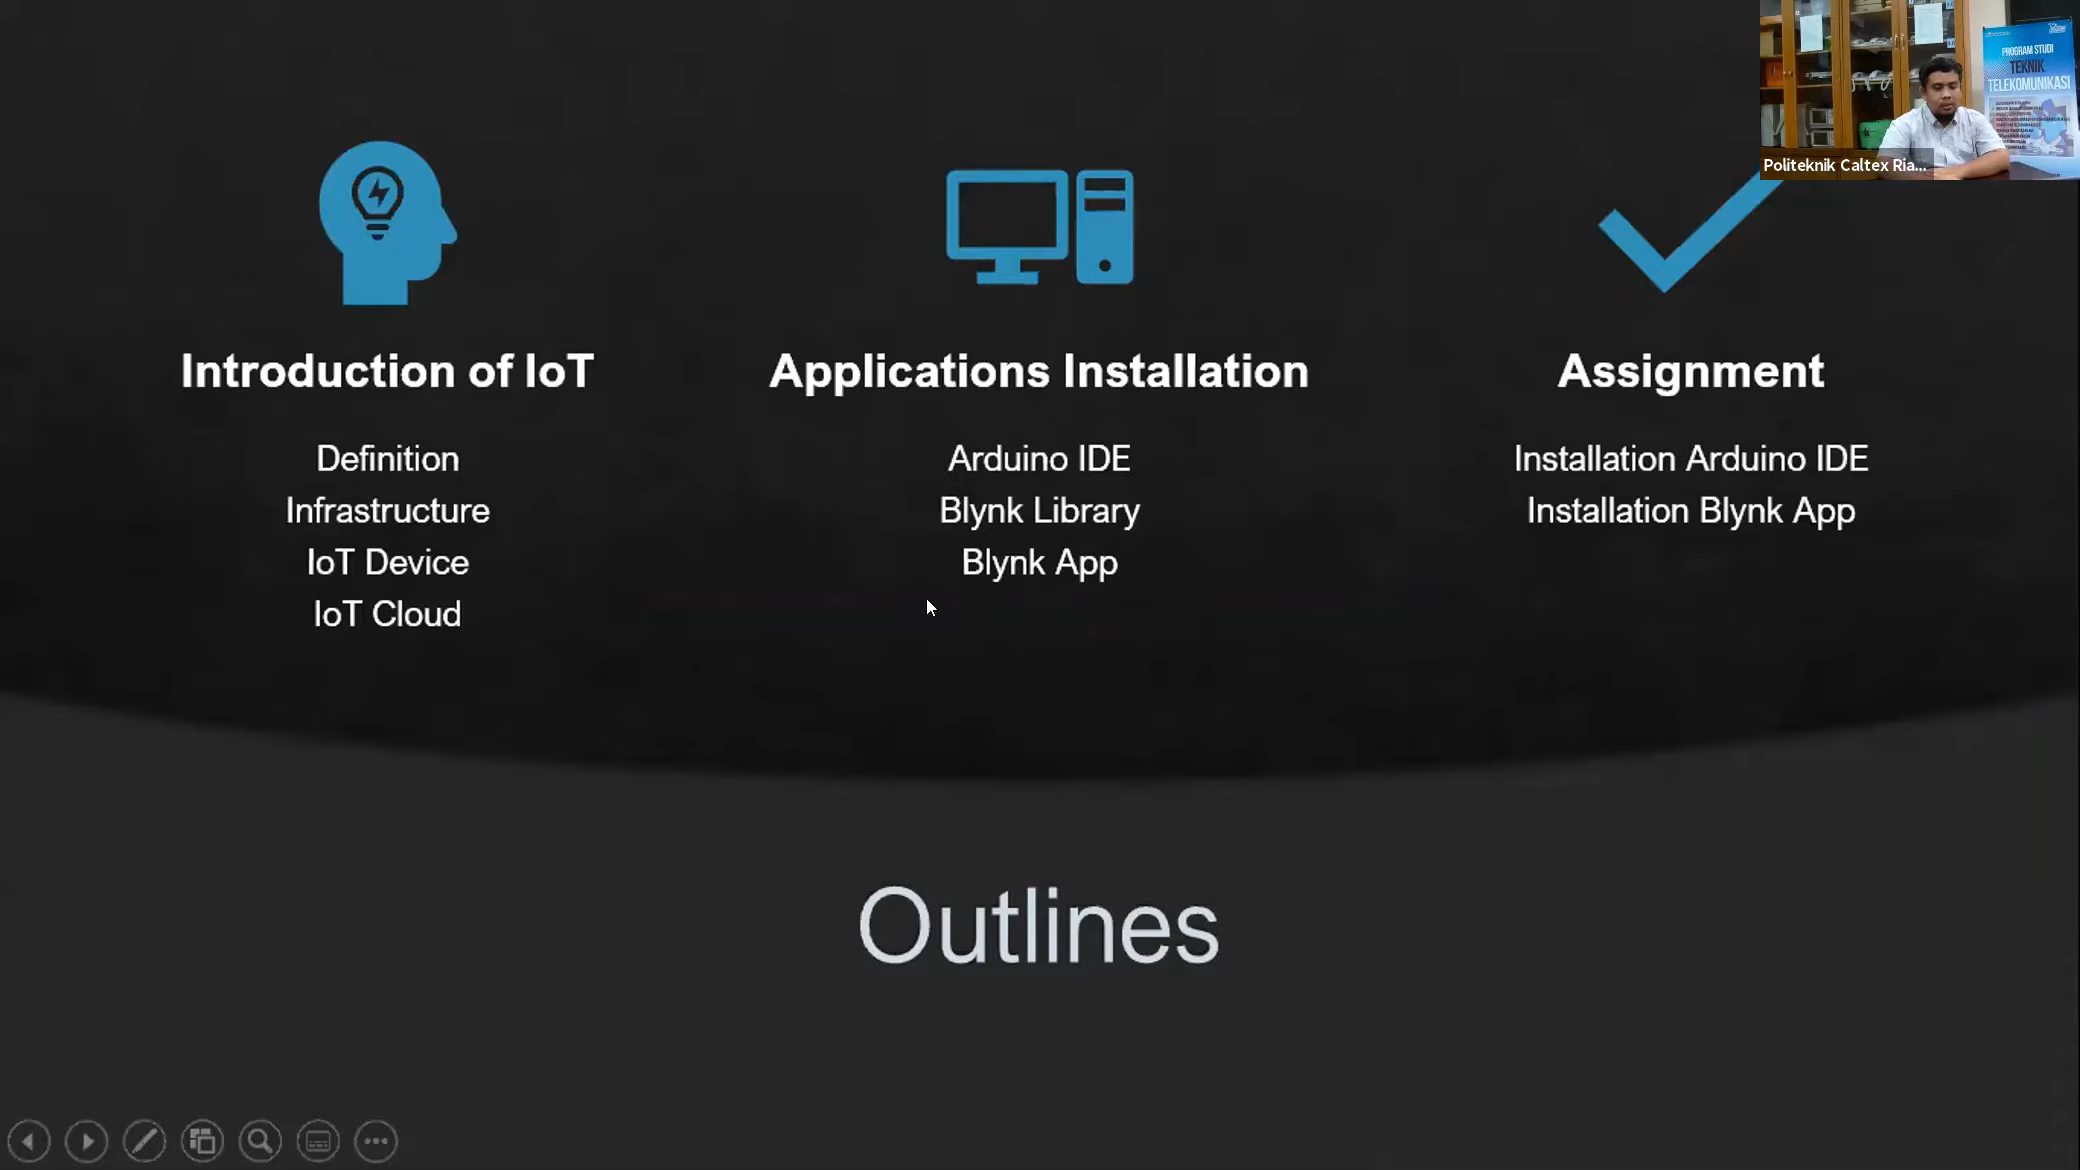 PROGRAM STUDI
TEKNIK
TELEKOMUNIKASI
Politeknik Caltex Ria...
Introduction of IoT
Definition
Infrastructure
IoT Device
IoT Cloud
Applications Installation
Arduino IDE
Blynk Library
Blynk App
Assignment
Installation Arduino IDE
Installation Blynk App
Outlines